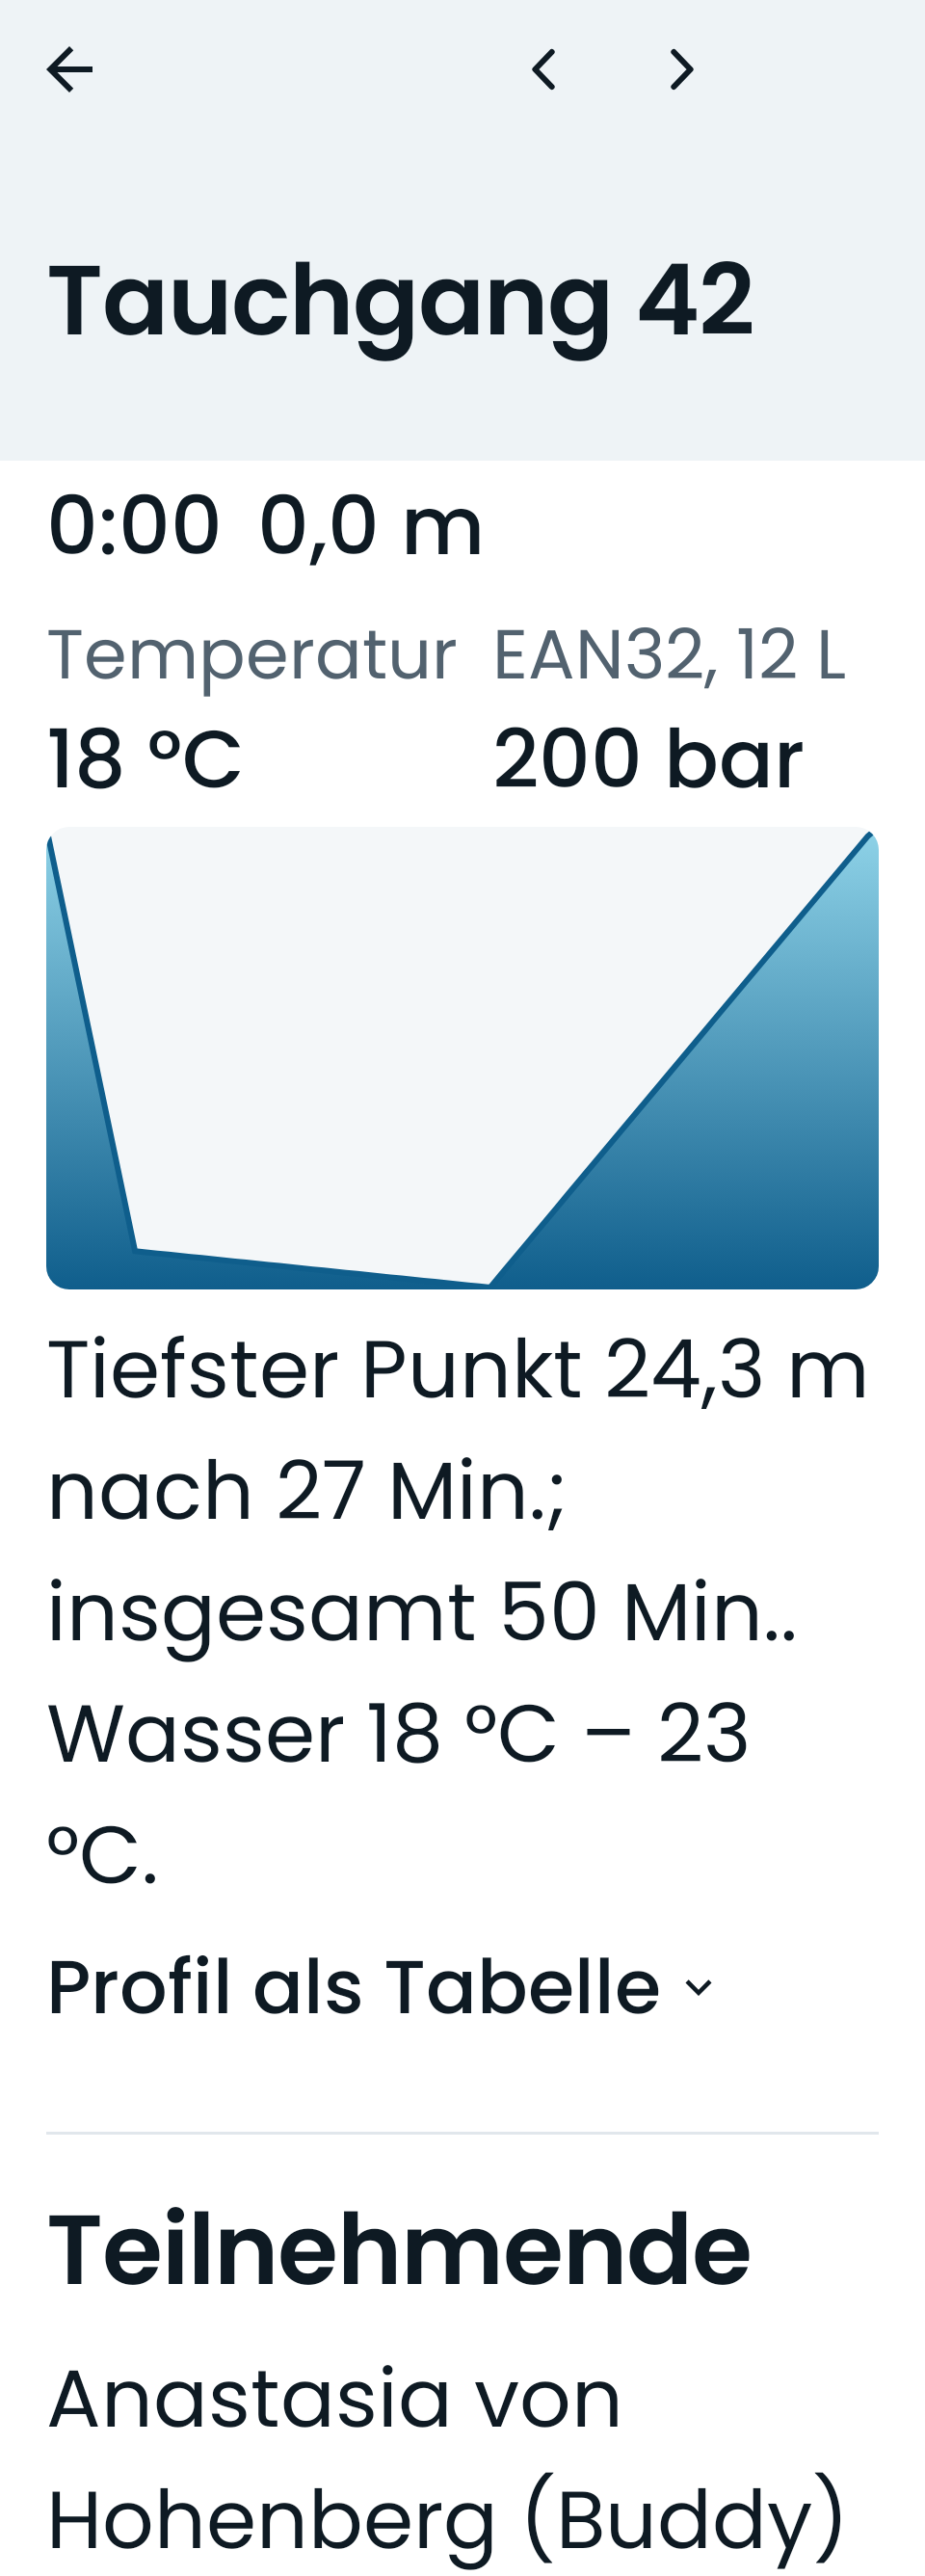 Tauchgang 42
0:00 0,0 m
Temperatur EAN32, 12 L
18 °C 200 bar
Tiefster Punkt 24,3 m
nach 27 Min.;
insgesamt 50 Min..
Wasser 18 °C – 23
°C.
Profil als Tabelle
Teilnehmende
Anastasia von
Hohenberg (Buddy)